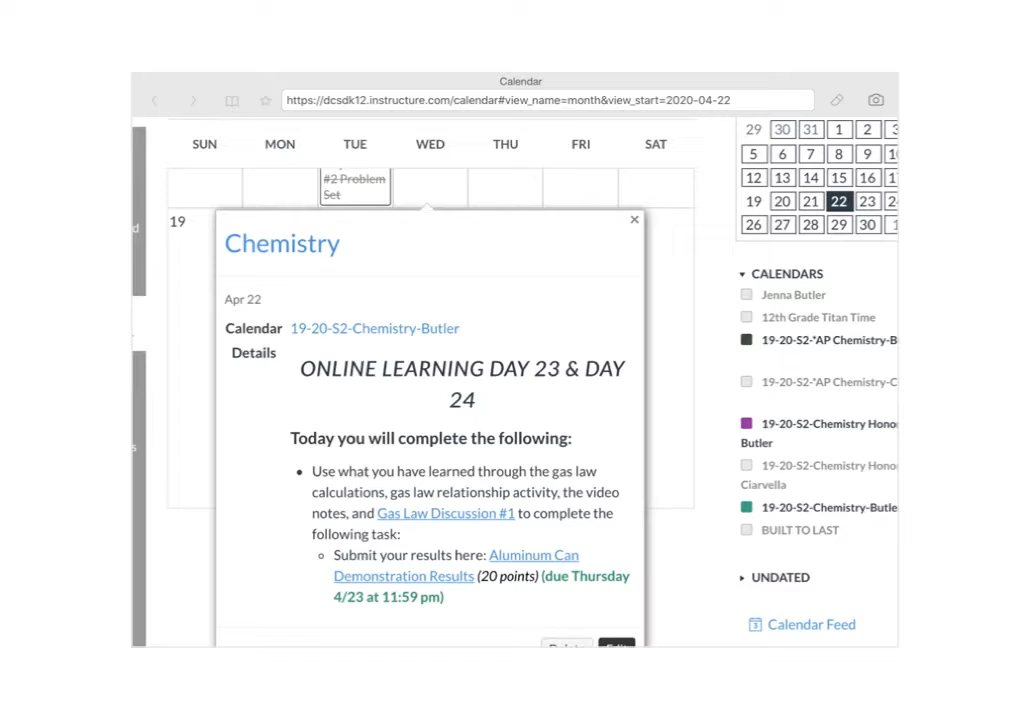 Calendar
https://dcsdk12.instructure.com/calendar#view_name=month&view_start=2020-04-22
SUN MON TUE WED THU FRI SAT
#2 Problem
Set
19
Chemistry
×
Apr 22
Calendar 19-20-S2-Chemistry-Butler
Details
ONLINE LEARNING DAY 23 & DAY
24
Today you will complete the following:
• Use what you have learned through the gas law
calculations, gas law relationship activity, the video
notes, and Gas Law Discussion #1 to complete the
following task:
Submit your results here: Aluminum Can
Demonstration Results (20 points) (due Thursday
4/23 at 11:59 pm)
29 30 31 1 2 3
5 6 7 8 9
12 13 14 15 16
19 20 21 22 23
26 27 28 29 30 1
CALENDARS
Jenna Butler
12th Grade Titan Time
19-20-S2-*AP Chemistry-B
19-20-S2-*AP Chemistry-C
19-20-S2-Chemistry Hono
Butler
19-20-S2-Chemistry Hono
Ciarvella
19-20-S2-Chemistry-Butle
BUILT TO LAST
UNDATED
Calendar Feed